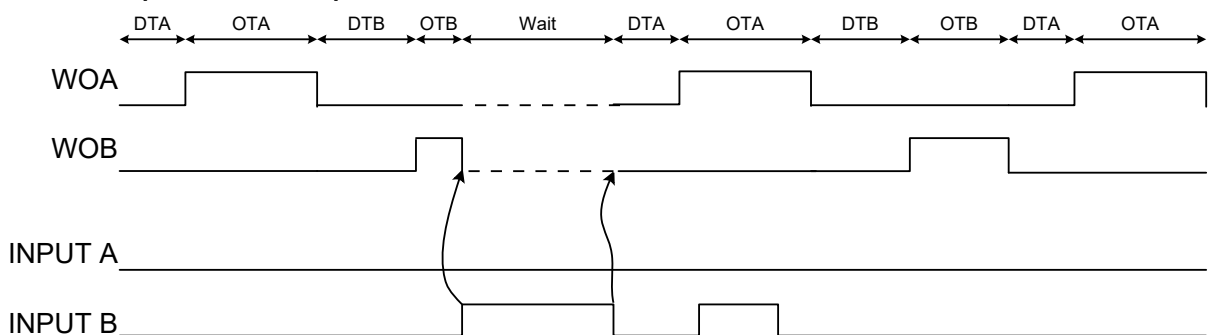 DTA OTA DTB OTB Wait DTA OTA DTB OTB DTA OTA
WOA
WOB
INPUT A
INPUT B